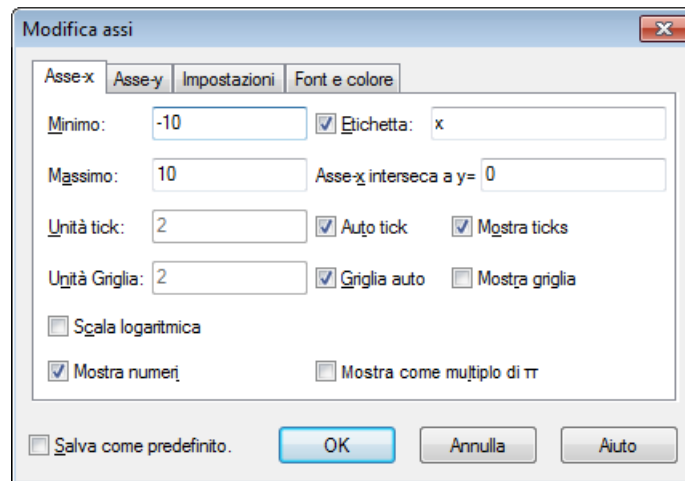 Modifica assi
Asse-x Asse-y Impostazioni Font e colore
Minimo: -10 Etichetta: x
Massimo: 10 Asse-x interseca a y= 0
Unità tick: 2 Auto tick Mostra ticks
Unità Griglia: 2 Griglia auto Mostra griglia
Scala logaritmica
Mostra numeri Mostra come multiplo di π
Salva come predefinito. OK Annulla Aiuto